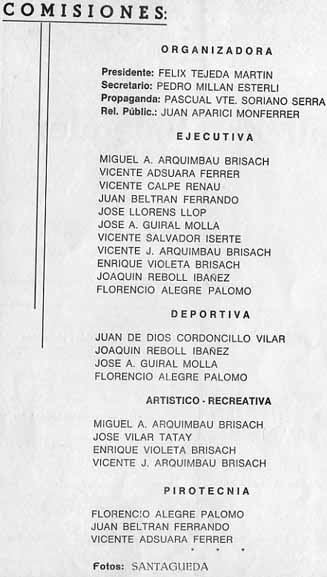 COMISIONES:
ORGANIZADORA
Presidente: FELIX TEJEDA MARTIN
Secretario: PEDRO MILLAN ESTERLI
Propaganda: PASCUAL VTE. SORIANO SERRA
Rel. Públic.: JUAN APARICI MONFERRER
EJECUTIVA
MIGUEL A. ARQUIMBAU BRISACH
VICENTE ADSUARA FERRER
VICENTE CALPE RENAU
JUAN BELTRAN FERRANDO
JOSE LLORENS LLOP
JOSE A. GUIRAL MOLLA
VICENTE SALVADOR ISERTE
VICENTE J. ARQUIMBAU BRISACH
ENRIQUE VIOLETA BRISACH
JOAQUIN REBOLL IBAÑEZ
FLORENCIO ALEGRE PALOMO
DEPORTIVA
JUAN DE DIOS CORDONCILLO VILAR
JOAQUIN REBOLL IBAÑEZ
JOSE A. GUIRAL MOLLA
FLORENCIO ALEGRE PALOMO
ARTISTICO - RECREATIVA
MIGUEL A. ARQUIMBAU BRISACH
JOSE VILAR TATAY
ENRIQUE VIOLETA BRISACH
VICENTE J. ARQUIMBAU BRISACH
PIROTECNIA
FLORENCIO ALEGRE PALOMO
JUAN BELTRAN FERRANDO
VICENTE ADSUARA FERRER
* * *
Fotos: SANTAGUEDA